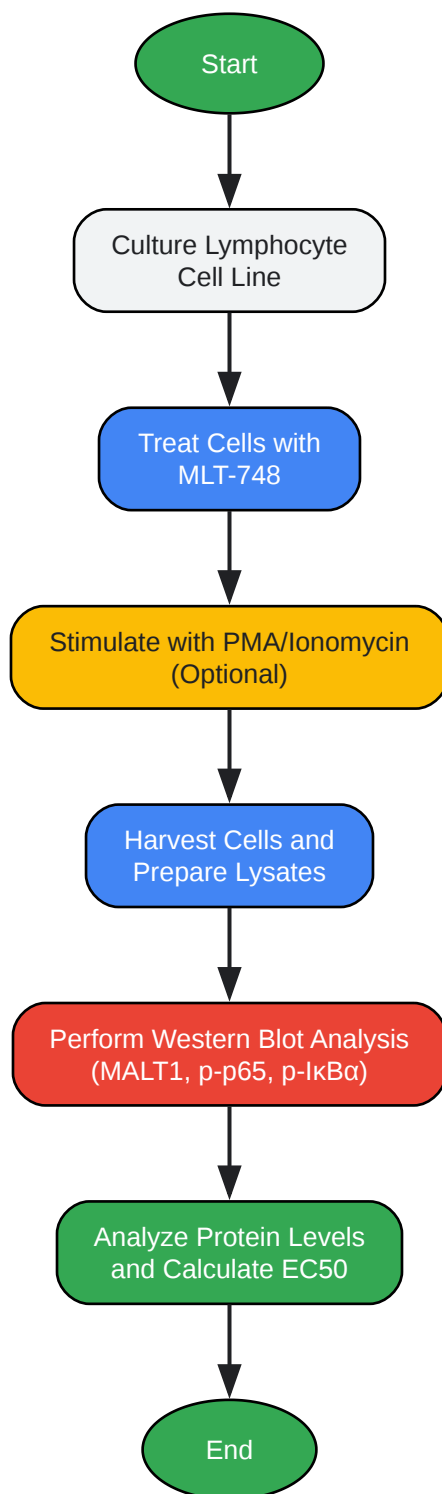 Start
Culture Lymphocyte
Cell Line
Treat Cells with
MLT-748
Stimulate with PMA/Ionomycin
(Optional)
Harvest Cells and
Prepare Lysates
Perform Western Blot Analysis
(MALT1, p-p65, p-IκBα)
Analyze Protein Levels
and Calculate EC50
End